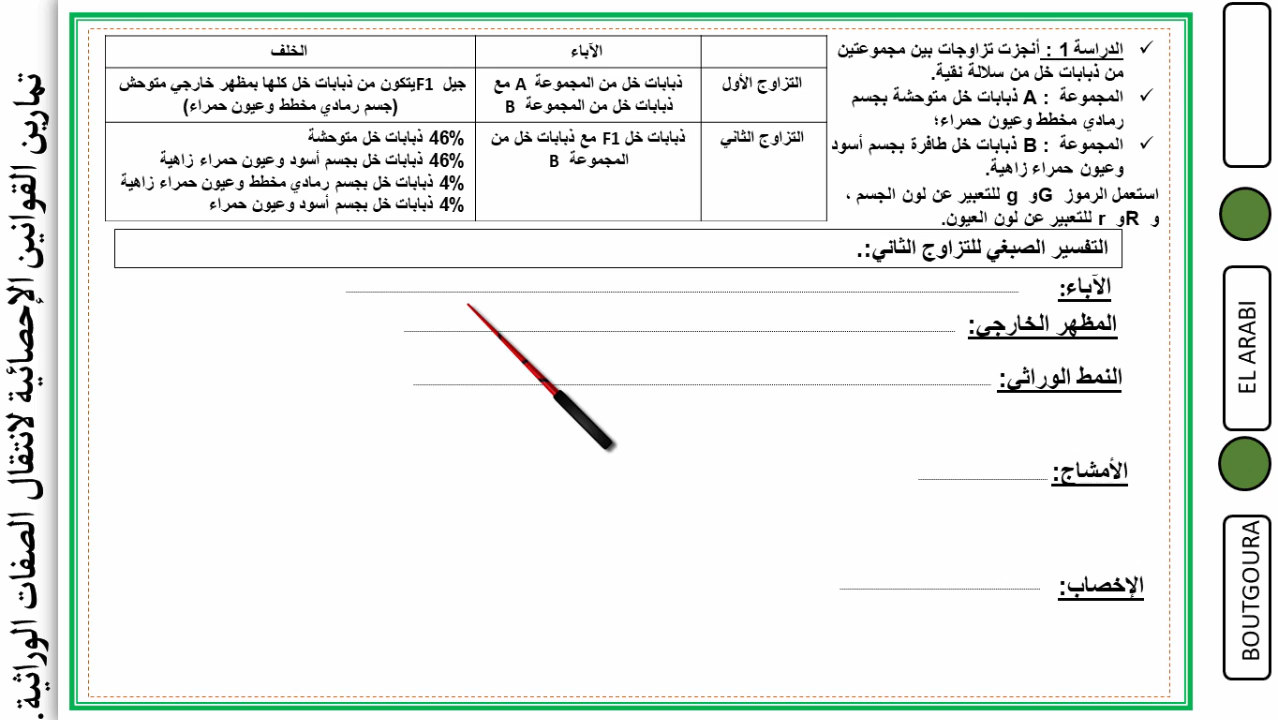 تمارين القوانين الإحصائية لانتقال الصفات الوراثية.
✓ الدراسة 1 : أنجزت تزاوجات بين مجموعتين
من ذبابات خل من سلالة نقية.
✓ المجموعة A : ذبابات خل متوحشة بجسم
رمادي مخطط وعيون حمراء؛
✓ المجموعة B : ذبابات خل طافرة بجسم أسود
وعيون حمراء زاهية.
استعمل الرموز G و g للتعبير عن لون الجسم ،
و R و r للتعبير عن لون العيون.
الآباء
الخلف
التزاوج الأول
ذبابات خل من المجموعة A مع
ذبابات خل من المجموعة B
جيل F1 يتكون من ذبابات خل كلها بمظهر خارجي متوحش
(جسم رمادي مخطط وعيون حمراء)
التزاوج الثاني
ذبابات خل F1 مع ذبابات خل من
المجموعة B
46% ذبابات خل متوحشة
46% ذبابات خل بجسم أسود وعيون حمراء زاهية
4% ذبابات خل بجسم رمادي مخطط وعيون حمراء زاهية
4% ذبابات خل بجسم أسود وعيون حمراء
التفسير الصبغي للتزاوج الثاني:.
الآباء:
المظهر الخارجي:
النمط الوراثي:
الأمشاج:
الإخصاب:
EL ARABI
BOUTGOURA